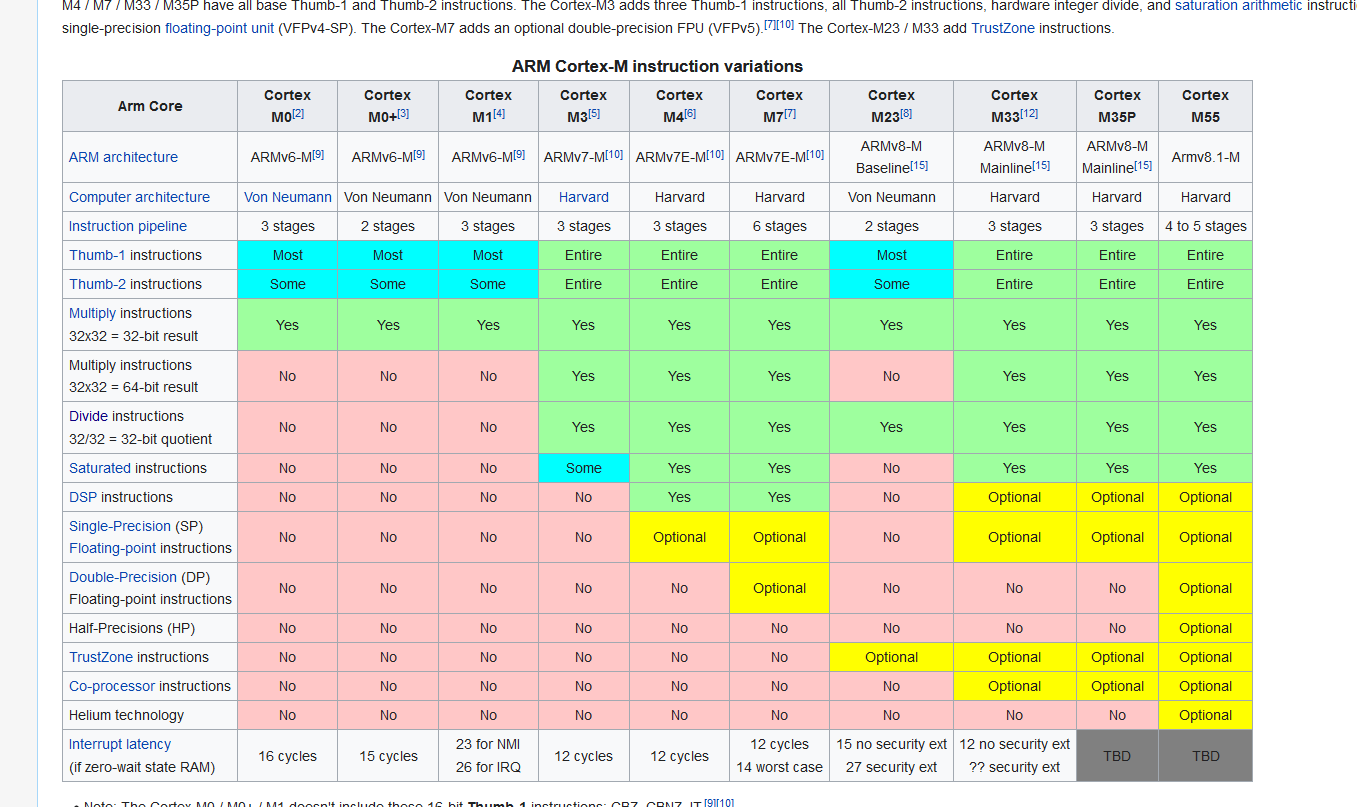 M4 / M7 / M33 / M35P have all base Thumb-1 and Thumb-2 instructions. The Cortex-M3 adds three Thumb-1 instructions, all Thumb-2 instructions, hardware integer divide, and saturation arithmetic
single-precision floating-point unit (VFPv4-SP). The Cortex-M7 adds an optional double-precision FPU (VFPv5).[7][10] The Cortex-M23 / M33 add TrustZone instructions.
ARM Cortex-M instruction variations
Arm Core Cortex M0[2] Cortex M0+[3] Cortex M1[4] Cortex M3[5] Cortex M4[6] Cortex M7[7] Cortex M23[8] Cortex M33[12] Cortex M35P Cortex M55
ARM architecture ARMv6-M[9] ARMv6-M[9] ARMv6-M[9] ARMv7-M[10] ARMv7E-M[10] ARMv7E-M[10] ARMv8-M Baseline[15] ARMv8-M Mainline[15] ARMv8-M Mainline[15] Armv8.1-M
Computer architecture Von Neumann Von Neumann Von Neumann Harvard Harvard Harvard Von Neumann Harvard Harvard Harvard
Instruction pipeline 3 stages 2 stages 3 stages 3 stages 3 stages 6 stages 2 stages 3 stages 3 stages 4 to 5 stages
Thumb-1 instructions Most Most Most Entire Entire Entire Most Entire Entire Entire
Thumb-2 instructions Some Some Some Entire Entire Entire Some Entire Entire Entire
Multiply instructions 32x32 = 32-bit result Yes Yes Yes Yes Yes Yes Yes Yes Yes Yes
Multiply instructions 32x32 = 64-bit result No No No Yes Yes Yes No Yes Yes Yes
Divide instructions 32/32 = 32-bit quotient No No No Yes Yes Yes Yes Yes Yes Yes
Saturated instructions No No No Some Yes Yes No Yes Yes Yes
DSP instructions No No No No Yes Yes No Optional Optional Optional
Single-Precision (SP) Floating-point instructions No No No No Optional Optional No Optional Optional Optional
Double-Precision (DP) Floating-point instructions No No No No No Optional No No No Optional
Half-Precisions (HP) No No No No No No No No No Optional
TrustZone instructions No No No No No No Optional Optional Optional Optional
Co-processor instructions No No No No No No No Optional Optional Optional
Helium technology No No No No No No No No No Optional
Interrupt latency (if zero-wait state RAM) 16 cycles 15 cycles 23 for NMI 26 for IRQ 12 cycles 12 cycles 12 cycles 14 worst case 15 no security ext 27 security ext 12 no security ext ?? security ext TBD TBD
• Note: The Cortex-M0 / M0+ / M1 doesn't include these 16-bit Thumb-1 instructions: CBZ, CBNZ, IT.[9][10]